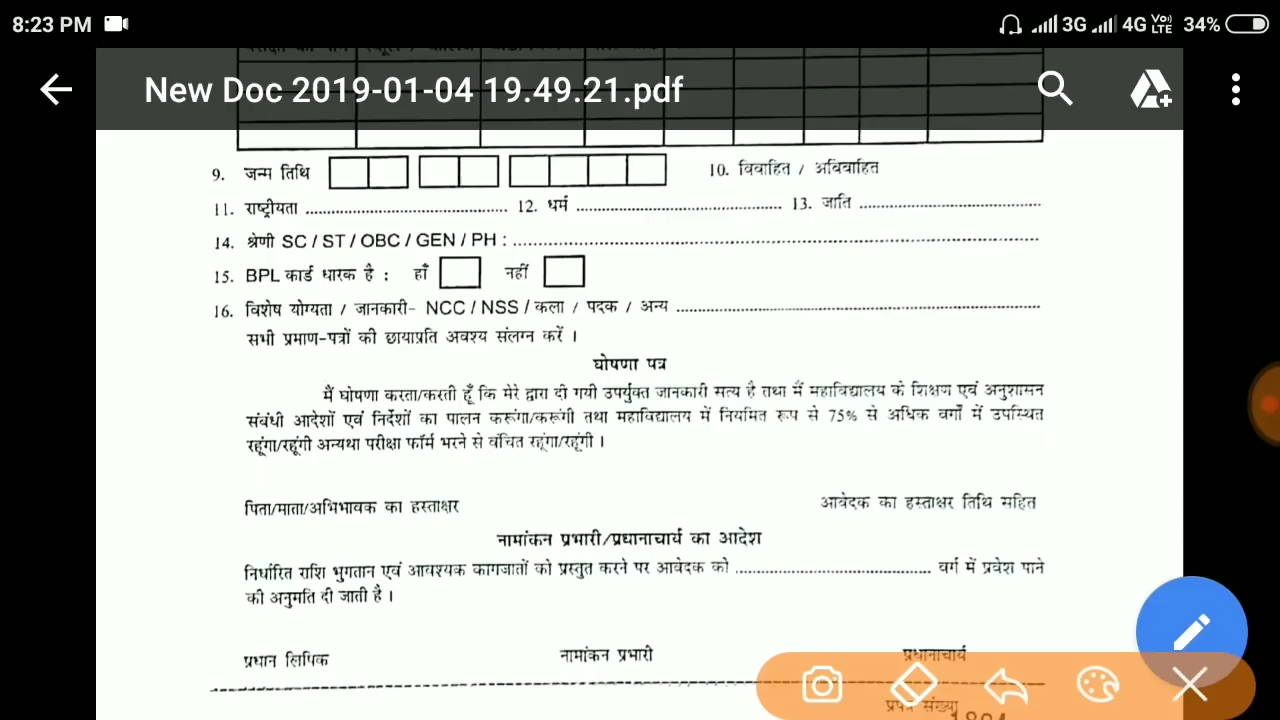 8:23 PM 3G 4G Vo) LTE 34%
New Doc 2019-01-04 19.49.21.pdf
9. जन्म तिथि 10. विवाहित / अविवाहित
11. राष्ट्रीयता .................................................. 12. धर्म .................................................. 13. जाति ..................................................
14. श्रेणी SC / ST / OBC / GEN / PH : ..................................................
15. BPL कार्ड धारक है : हाँ नहीं
16. विशेष योग्यता / जानकारी- NCC / NSS / कला / पदक / अन्य ..................................................
सभी प्रमाण-पत्रों की छायाप्रति अवश्य संलग्न करें ।
घोषणा पत्र
मैं घोषणा करता/करती हूँ कि मेरे द्वारा दी गयी उपर्युक्त जानकारी सत्य है तथा मैं महाविद्यालय के शिक्षण एवं अनुशासन
संबंधी आदेशों एवं निर्देशों का पालन करूंगा/करूंगी तथा महाविद्यालय में नियमित रूप से 75% से अधिक वर्गों में उपस्थित
रहूंगा/रहूंगी अन्यथा परीक्षा फॉर्म भरने से वंचित रहूंगा/रहूंगी ।
पिता/माता/अभिभावक का हस्ताक्षर आवेदक का हस्ताक्षर तिथि सहित
नामांकन प्रभारी/प्रधानाचार्य का आदेश
निर्धारित राशि भुगतान एवं आवश्यक कागजातों को प्रस्तुत करने पर आवेदक को .................................................. वर्ग में प्रवेश पाने
की अनुमति दी जाती है ।
प्रधान लिपिक नामांकन प्रभारी प्रधानाचार्य
प्रपत्र संख्या